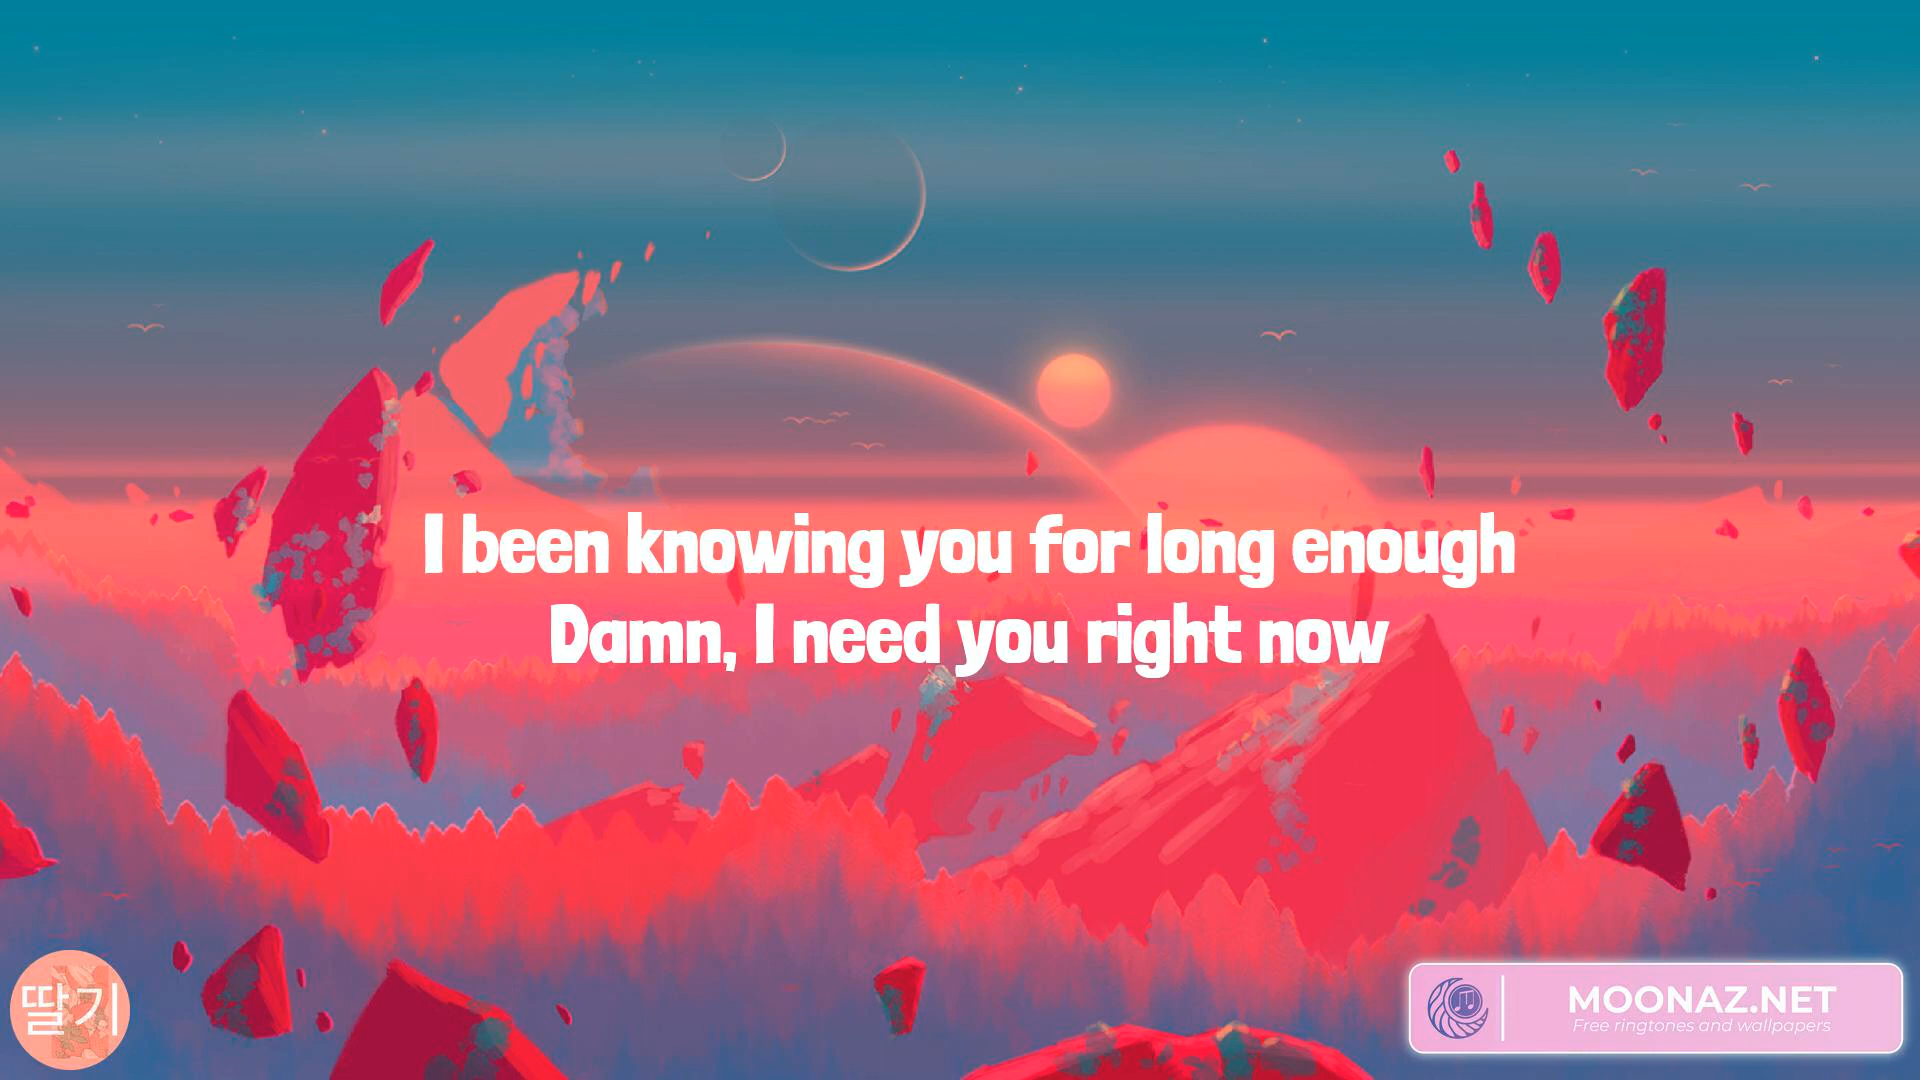 I been knowing you for long enough
Damn, I need you right now
딸기
MOONAZ.NET
Free ringtones and wallpapers